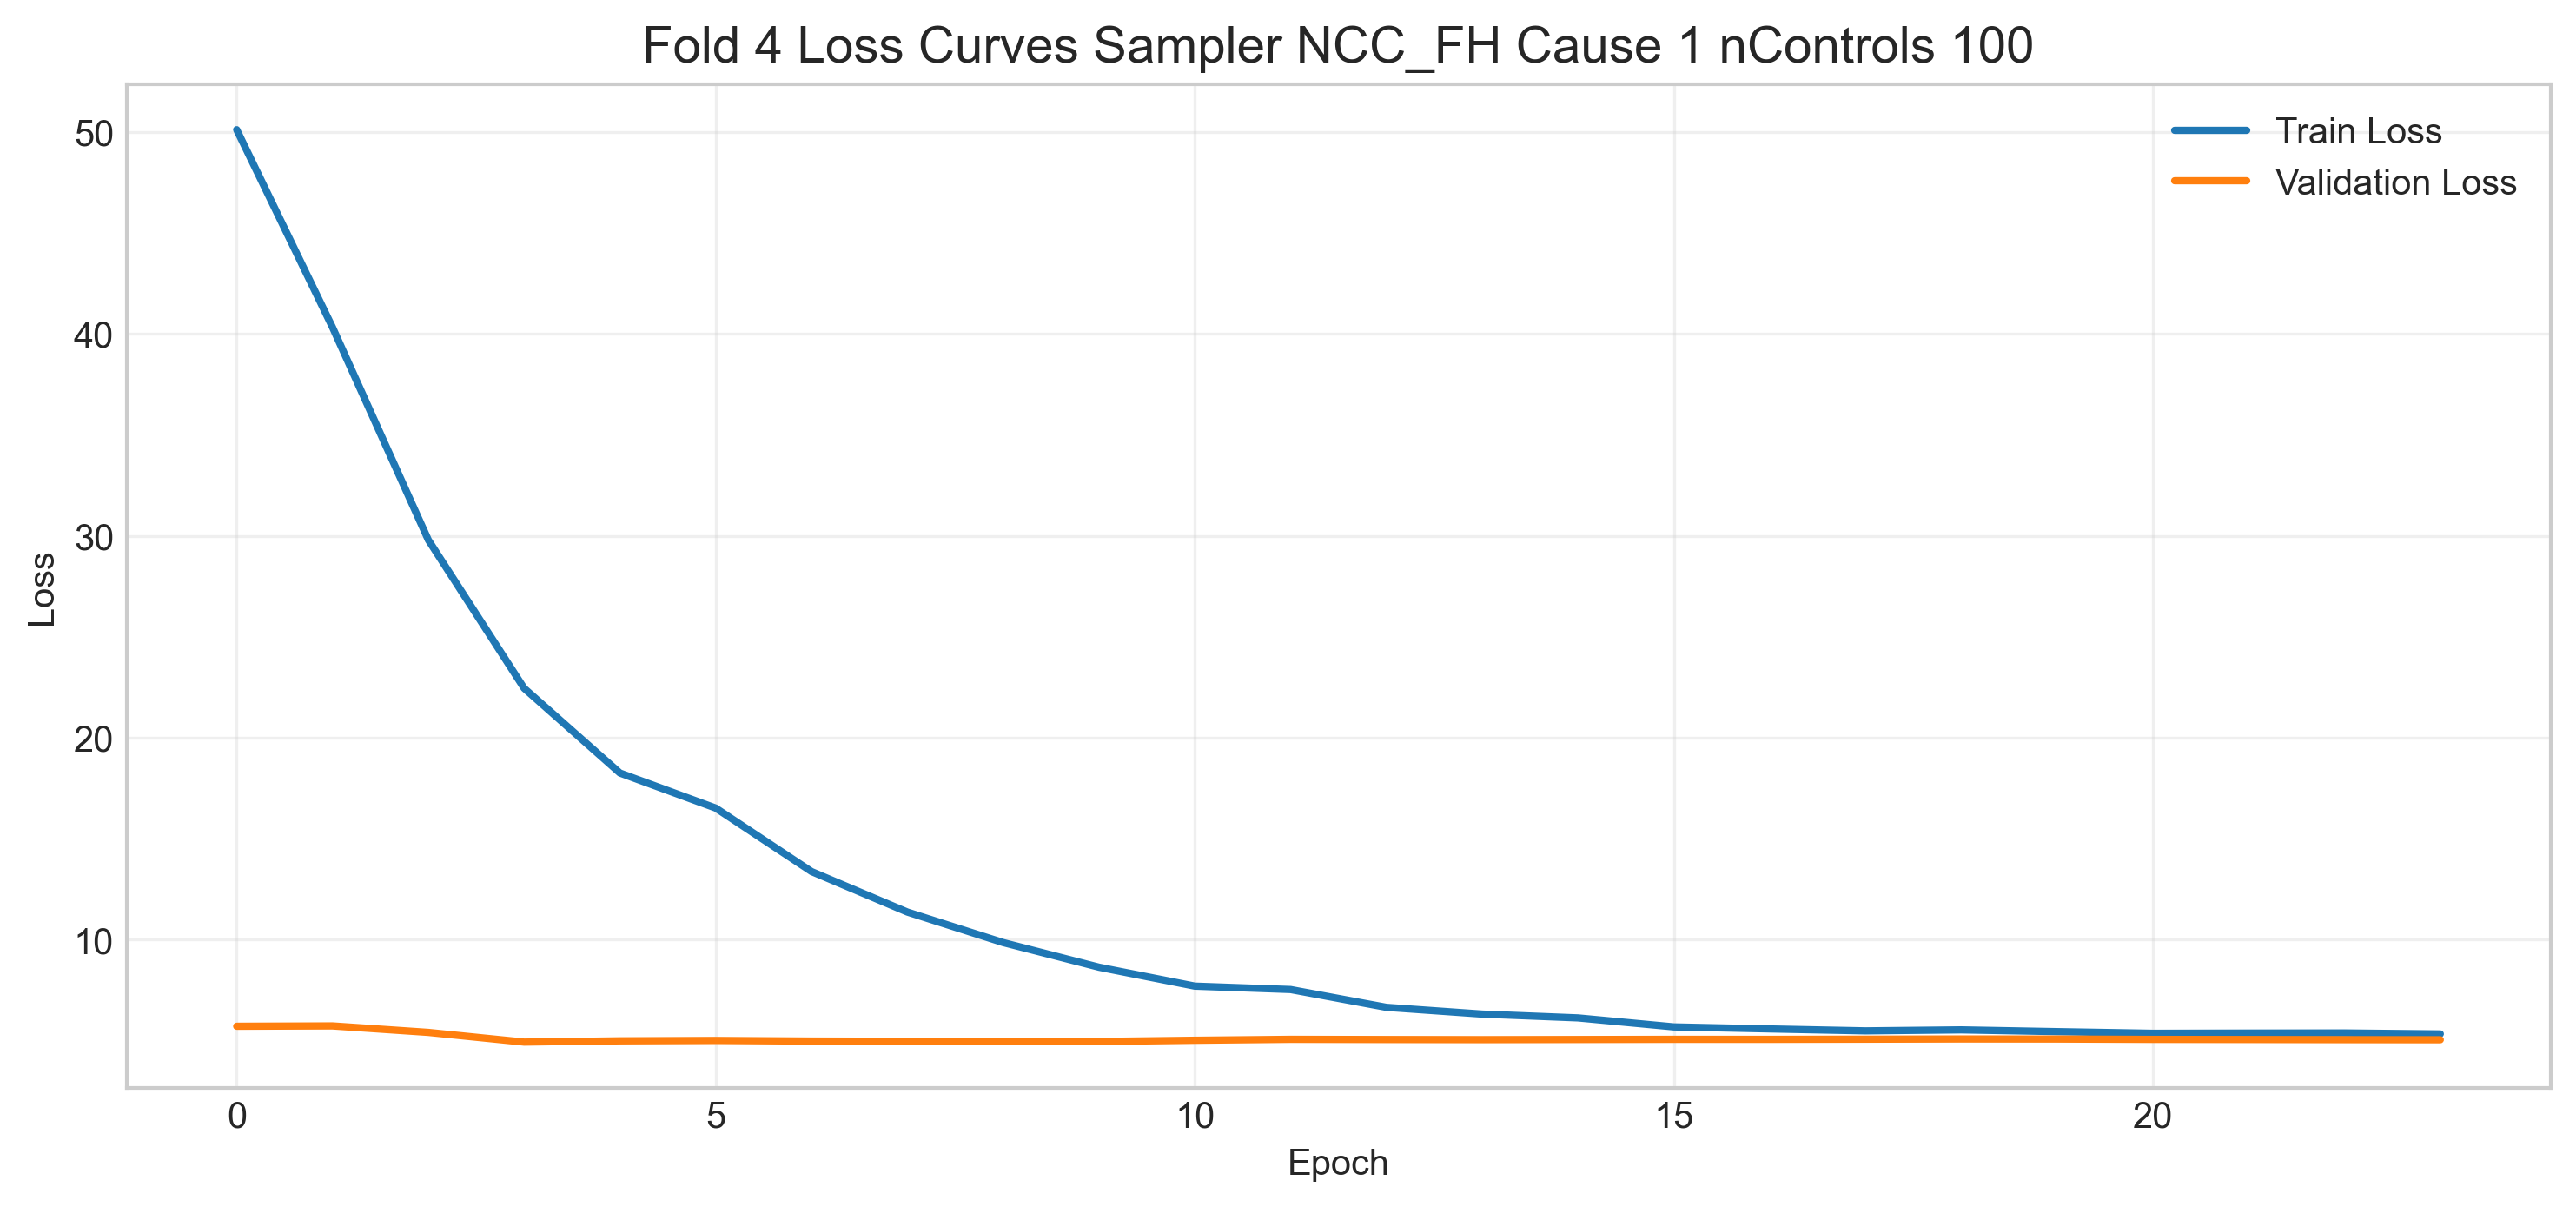 Fold 4 Loss Curves Sampler NCC_FH Cause 1 nControls 100
Train Loss
Validation Loss
50
40
30
20
10
Loss
0 5 10 15 20
Epoch